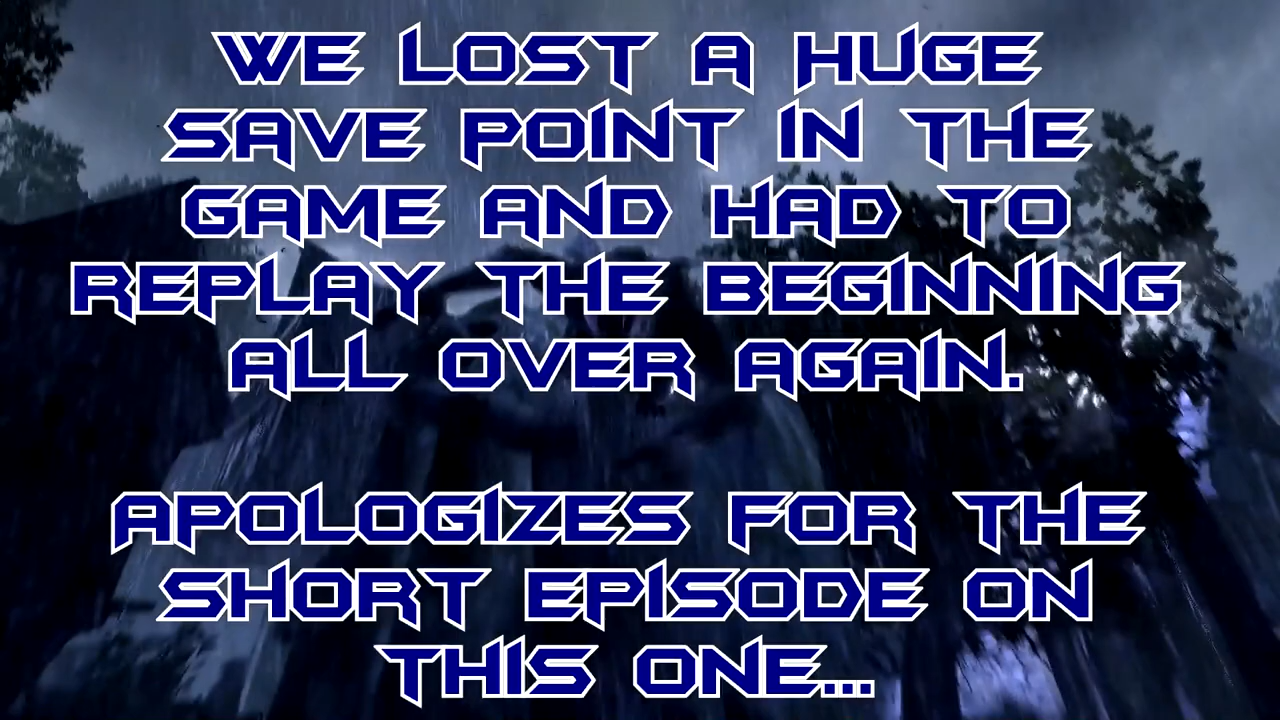 WE LOST A HUGE
SAVE POINT IN THE
GAME AND HAD TO
REPLAY THE BEGINNING
ALL OVER AGAIN.
APOLOGIZES FOR THE
SHORT EPISODE ON
THIS ONE...